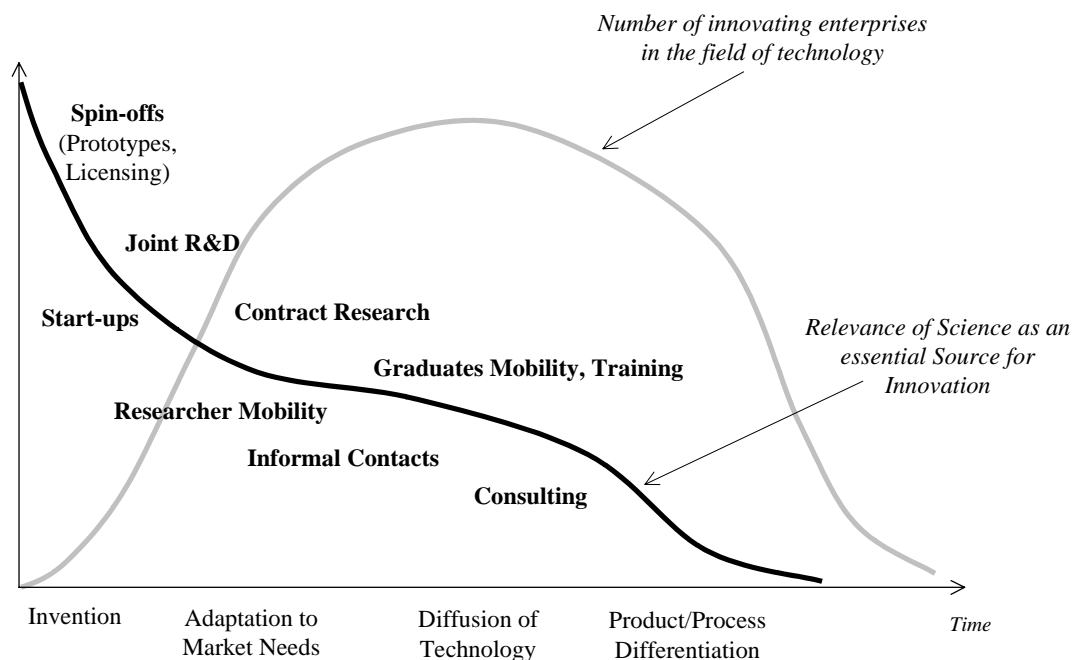 Number of innovating enterprises
in the field of technology
Spin-offs
(Prototypes,
Licensing)
Joint R&D
Start-ups
Contract Research
Relevance of Science as an
essential Source for
Innovation
Graduates Mobility, Training
Researcher Mobility
Informal Contacts
Consulting
Invention
Adaptation to
Market Needs
Diffusion of
Technology
Product/Process
Differentiation
Time